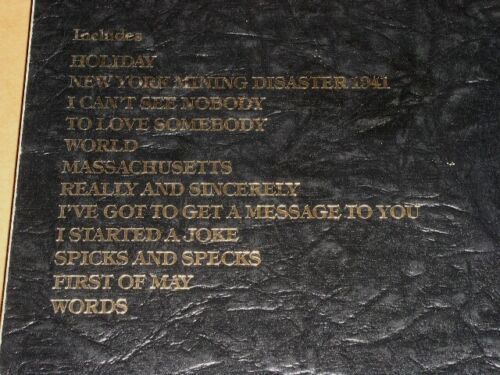 Includes
HOLIDAY
NEW YORK MINING DISASTER 1941
I CAN'T SEE NOBODY
TO LOVE SOMEBODY
WORLD
MASSACHUSETTS
REALLY AND SINCERELY
I'VE GOT TO GET A MESSAGE TO YOU
I STARTED A JOKE
SPICKS AND SPECKS
FIRST OF MAY
WORDS